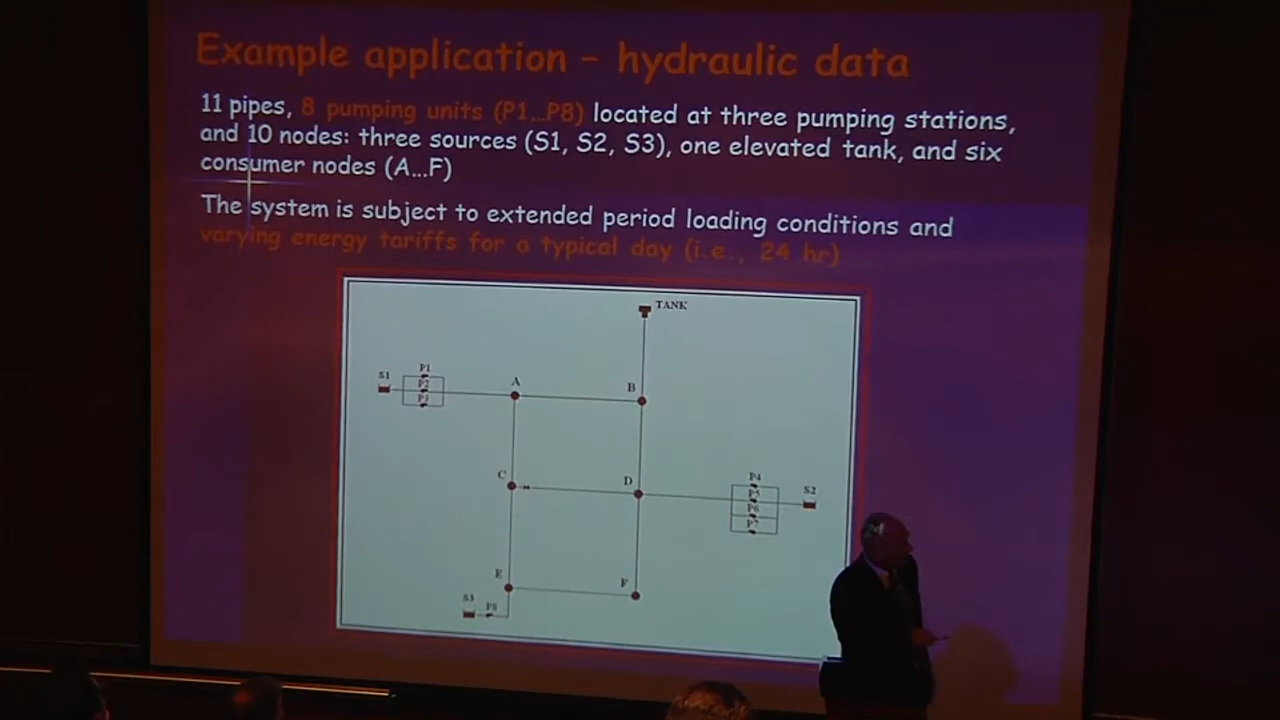 Example application – hydraulic data
11 pipes, 8 pumping units (P1...P8) located at three pumping stations,
and 10 nodes: three sources (S1, S2, S3), one elevated tank, and six
consumer nodes (A...F)
The system is subject to extended period loading conditions and
varying energy tariffs for a typical day (i.e., 24 hr)
TANK
S1
P1
P2
P3
A
B
C
D
P4
P5
P6
P7
S2
E
F
S3
P8